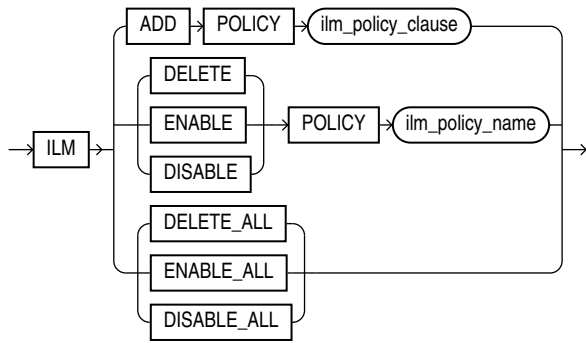 ADD POLICY ilm_policy_clause
DELETE
ENABLE POLICY ilm_policy_name
DISABLE
ILM
DELETE_ALL
ENABLE_ALL
DISABLE_ALL